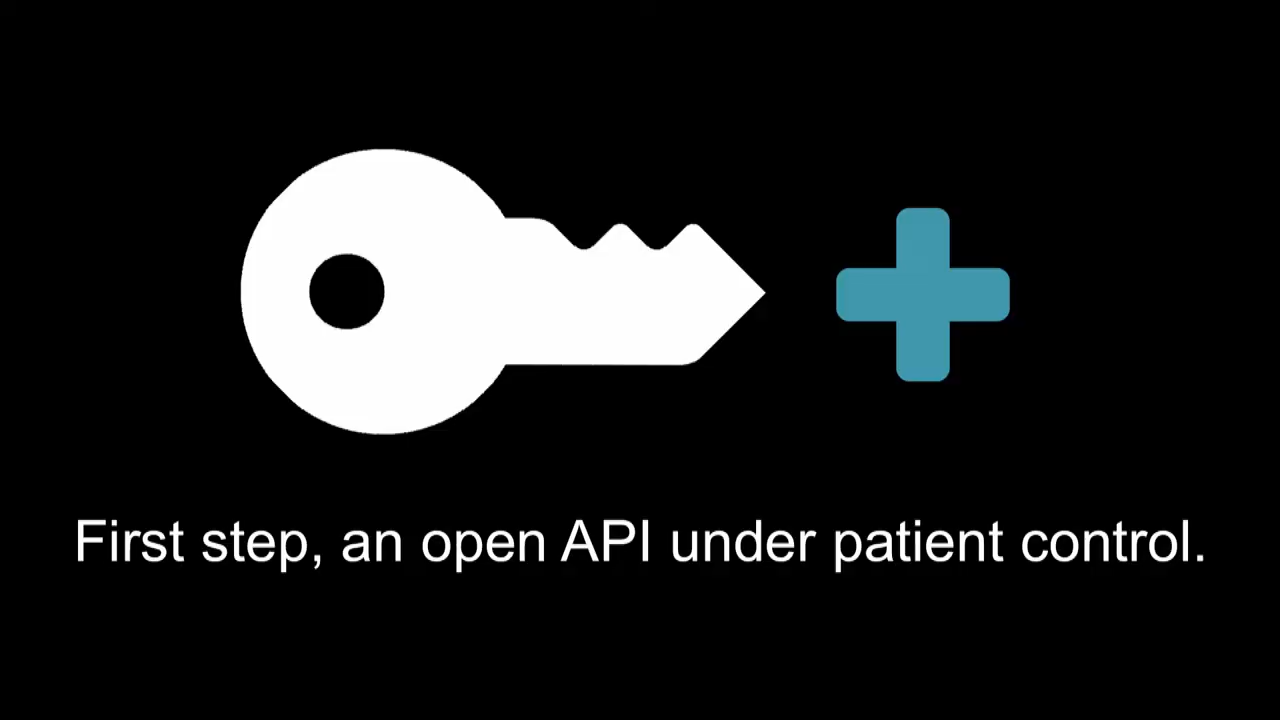 First step, an open API under patient control.